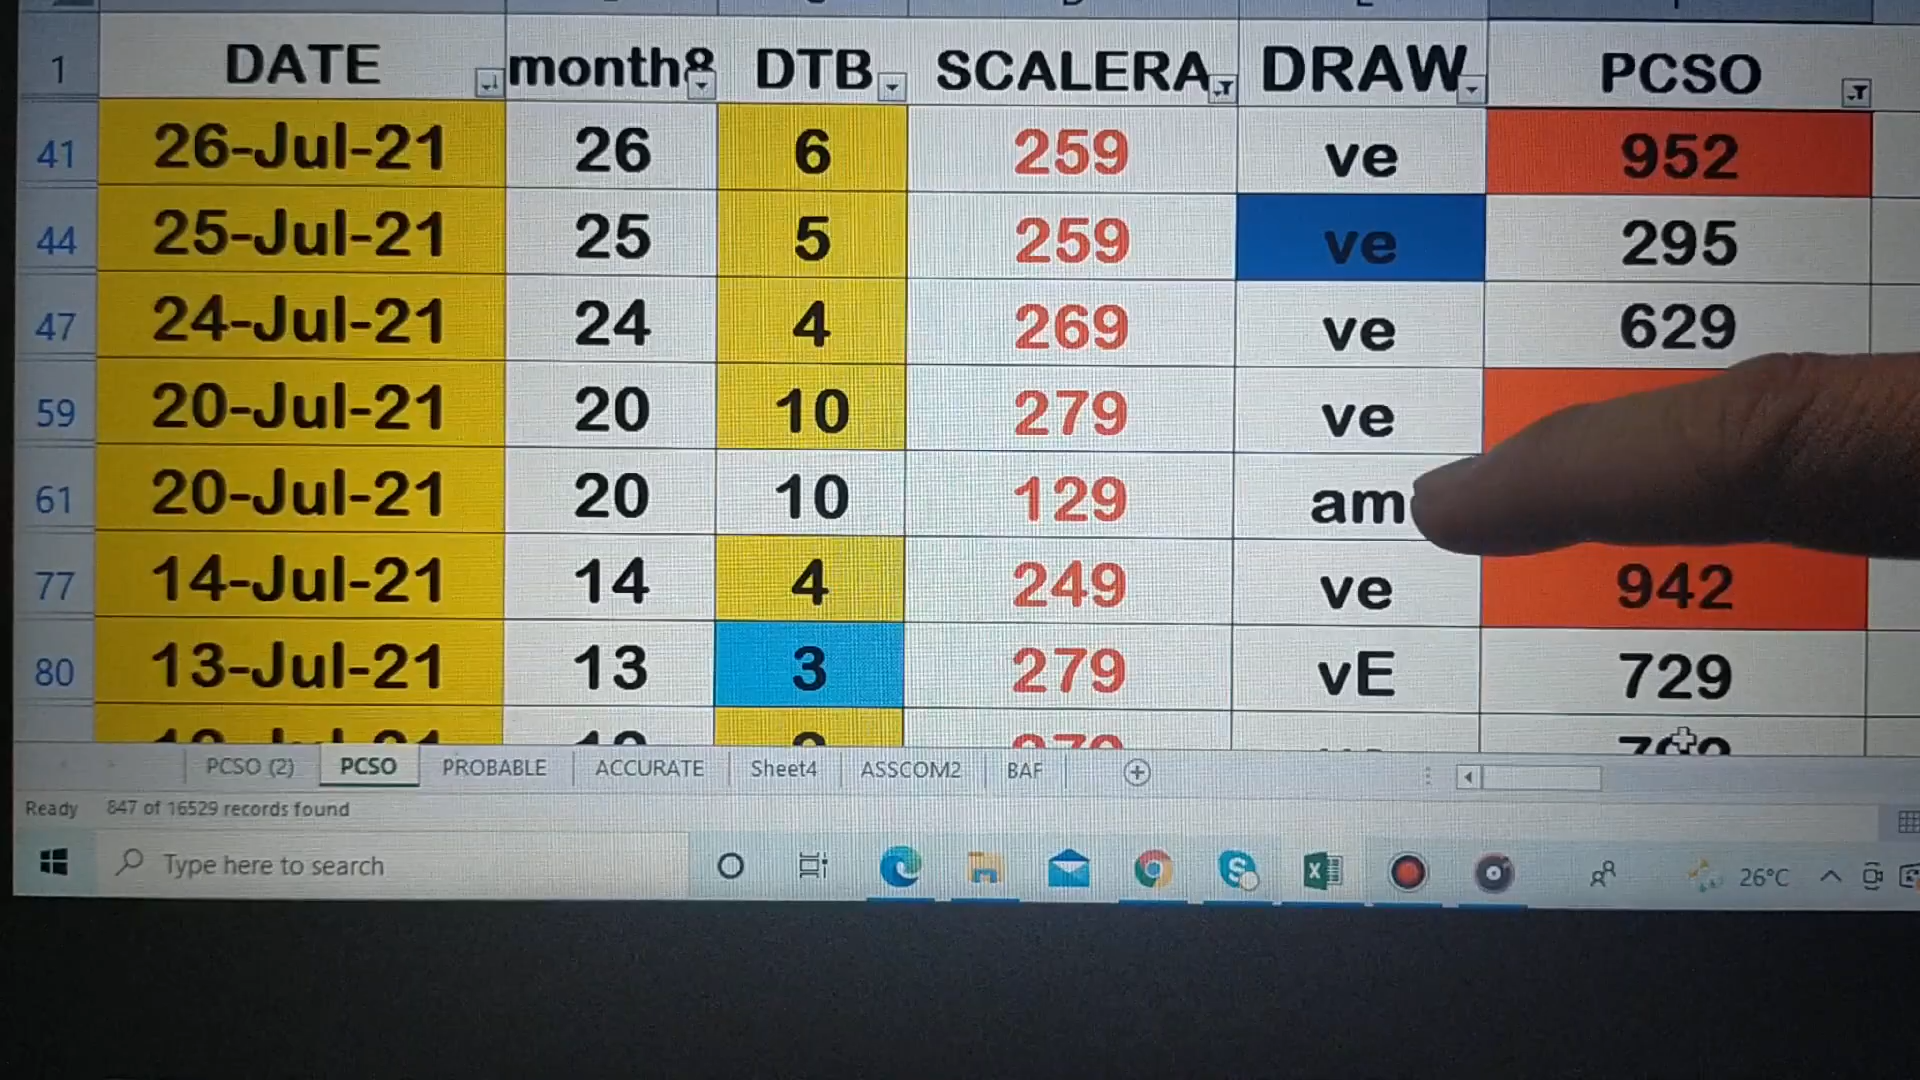 1 DATE month8 DTB SCALERA DRAW PCSO
41 26-Jul-21 26 6 259 ve 952
44 25-Jul-21 25 5 259 ve 295
47 24-Jul-21 24 4 269 ve 629
59 20-Jul-21 20 10 279 ve
61 20-Jul-21 20 10 129 am
77 14-Jul-21 14 4 249 ve 942
80 13-Jul-21 13 3 279 vE 729
PCSO (2) PCSO PROBABLE ACCURATE Sheet4 ASSCOM2 BAF
Ready 847 of 16529 records found
Type here to search 26°C